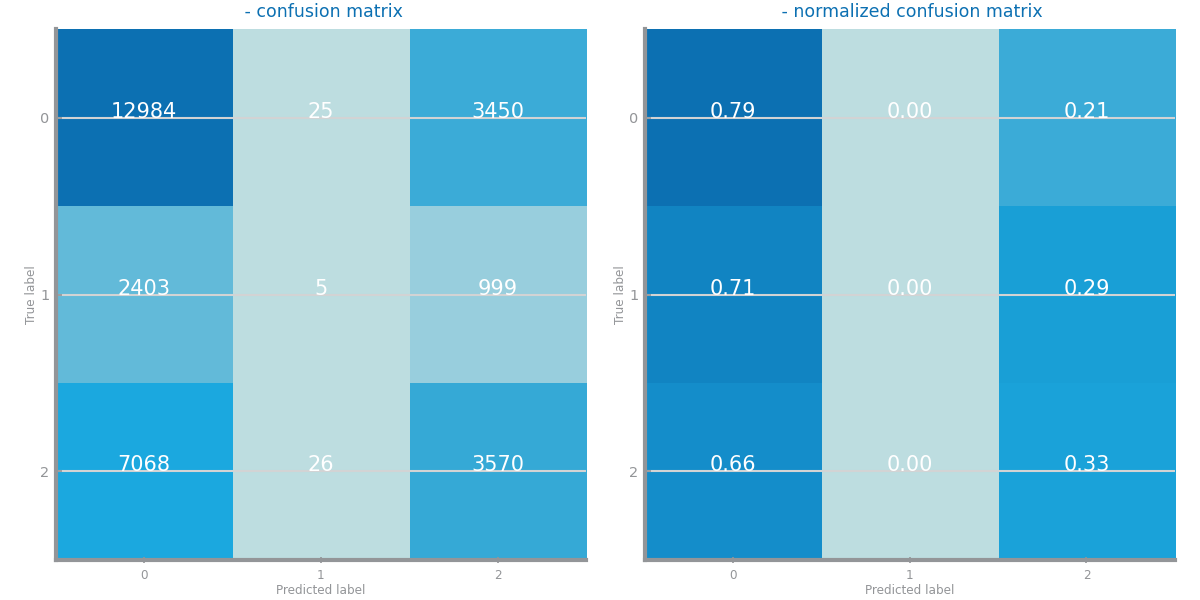 - confusion matrix
0
12984 25 3450
1
2403 5 999
2
7068 26 3570
True label
0 1 2
Predicted label
- normalized confusion matrix
0
0.79 0.00 0.21
1
0.71 0.00 0.29
2
0.66 0.00 0.33
True label
0 1 2
Predicted label